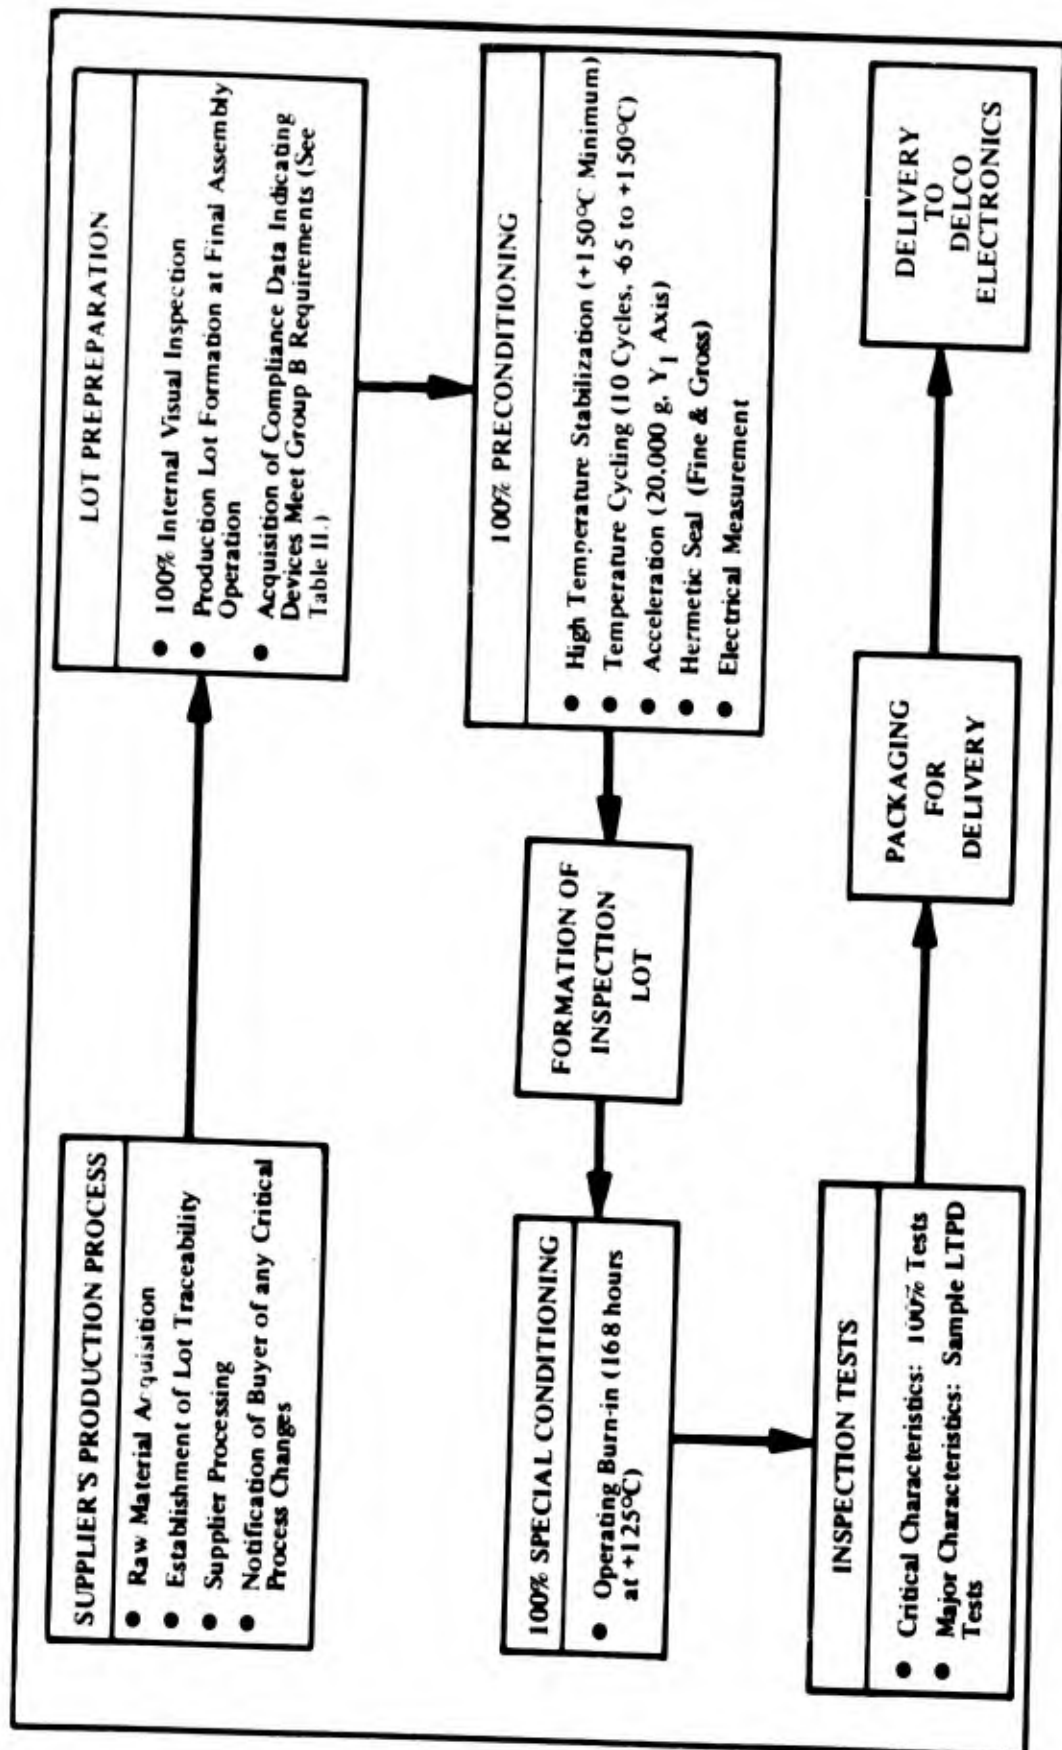 SUPPLIER'S PRODUCTION PROCESS
● Raw Material Acquisition
● Establishment of Lot Traceability
● Supplier Processing
● Notification of Buyer of any Critical
Process Changes
LOT PREPARATION
● 100% Internal Visual Inspection
● Production Lot Formation at Final Assembly
Operation
● Acquisition of Compliance Data Indicating
Devices Meet Group B Requirements (See
Table II.)
100% PRECONDITIONING
● High Temperature Stabilization (+150°C Minimum)
● Temperature Cycling (10 Cycles, -65 to +150°C)
● Acceleration (20,000 g, Y1 Axis)
● Hermetic Seal (Fine & Gross)
● Electrical Measurement
FORMATION OF
INSPECTION
LOT
100% SPECIAL CONDITIONING
● Operating Burn-in (168 hours
at +125°C)
INSPECTION TESTS
● Critical Characteristics: 100% Tests
● Major Characteristics: Sample LTPD
Tests
PACKAGING
FOR
DELIVERY
DELIVERY
TO
DELCO
ELECTRONICS